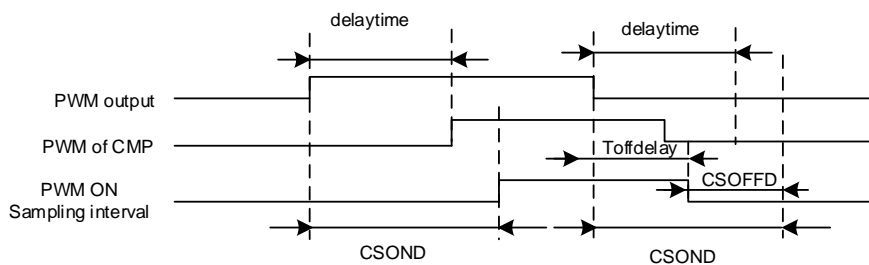 delaytime
delaytime
PWM output
PWM of CMP
Toffdelay
PWM ON
Sampling interval
CSOFFD
CSOND
CSOND